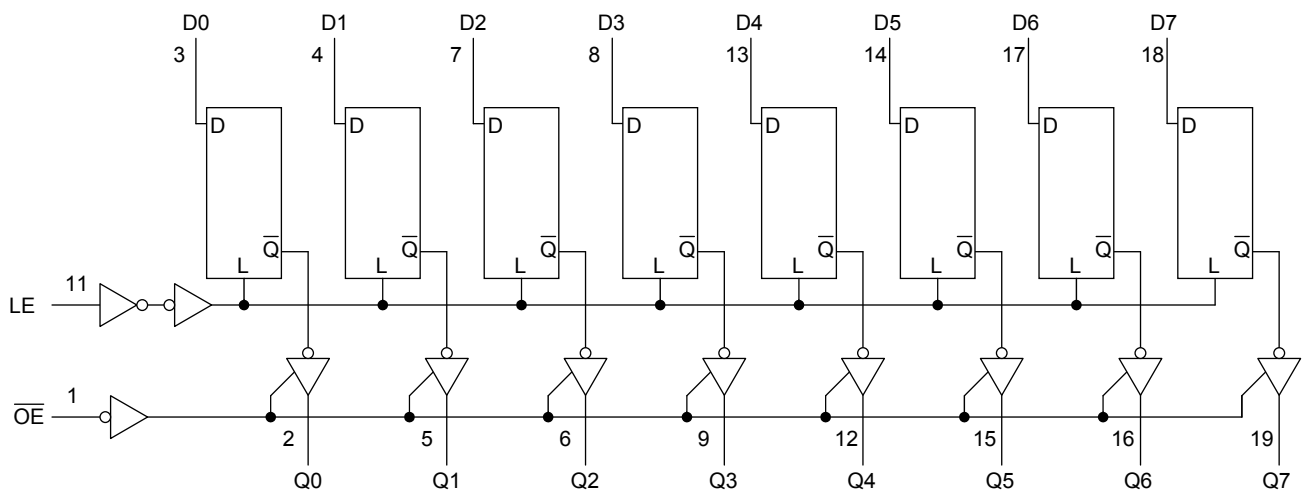 D0 D1 D2 D3 D4 D5 D6 D7
3 4 7 8 13 14 17 18
D D D D D D D D
Q̅ Q̅ Q̅ Q̅ Q̅ Q̅ Q̅ Q̅
L L L L L L L L
11
LE
1
O̅E̅
2 5 6 9 12 15 16 19
Q0 Q1 Q2 Q3 Q4 Q5 Q6 Q7